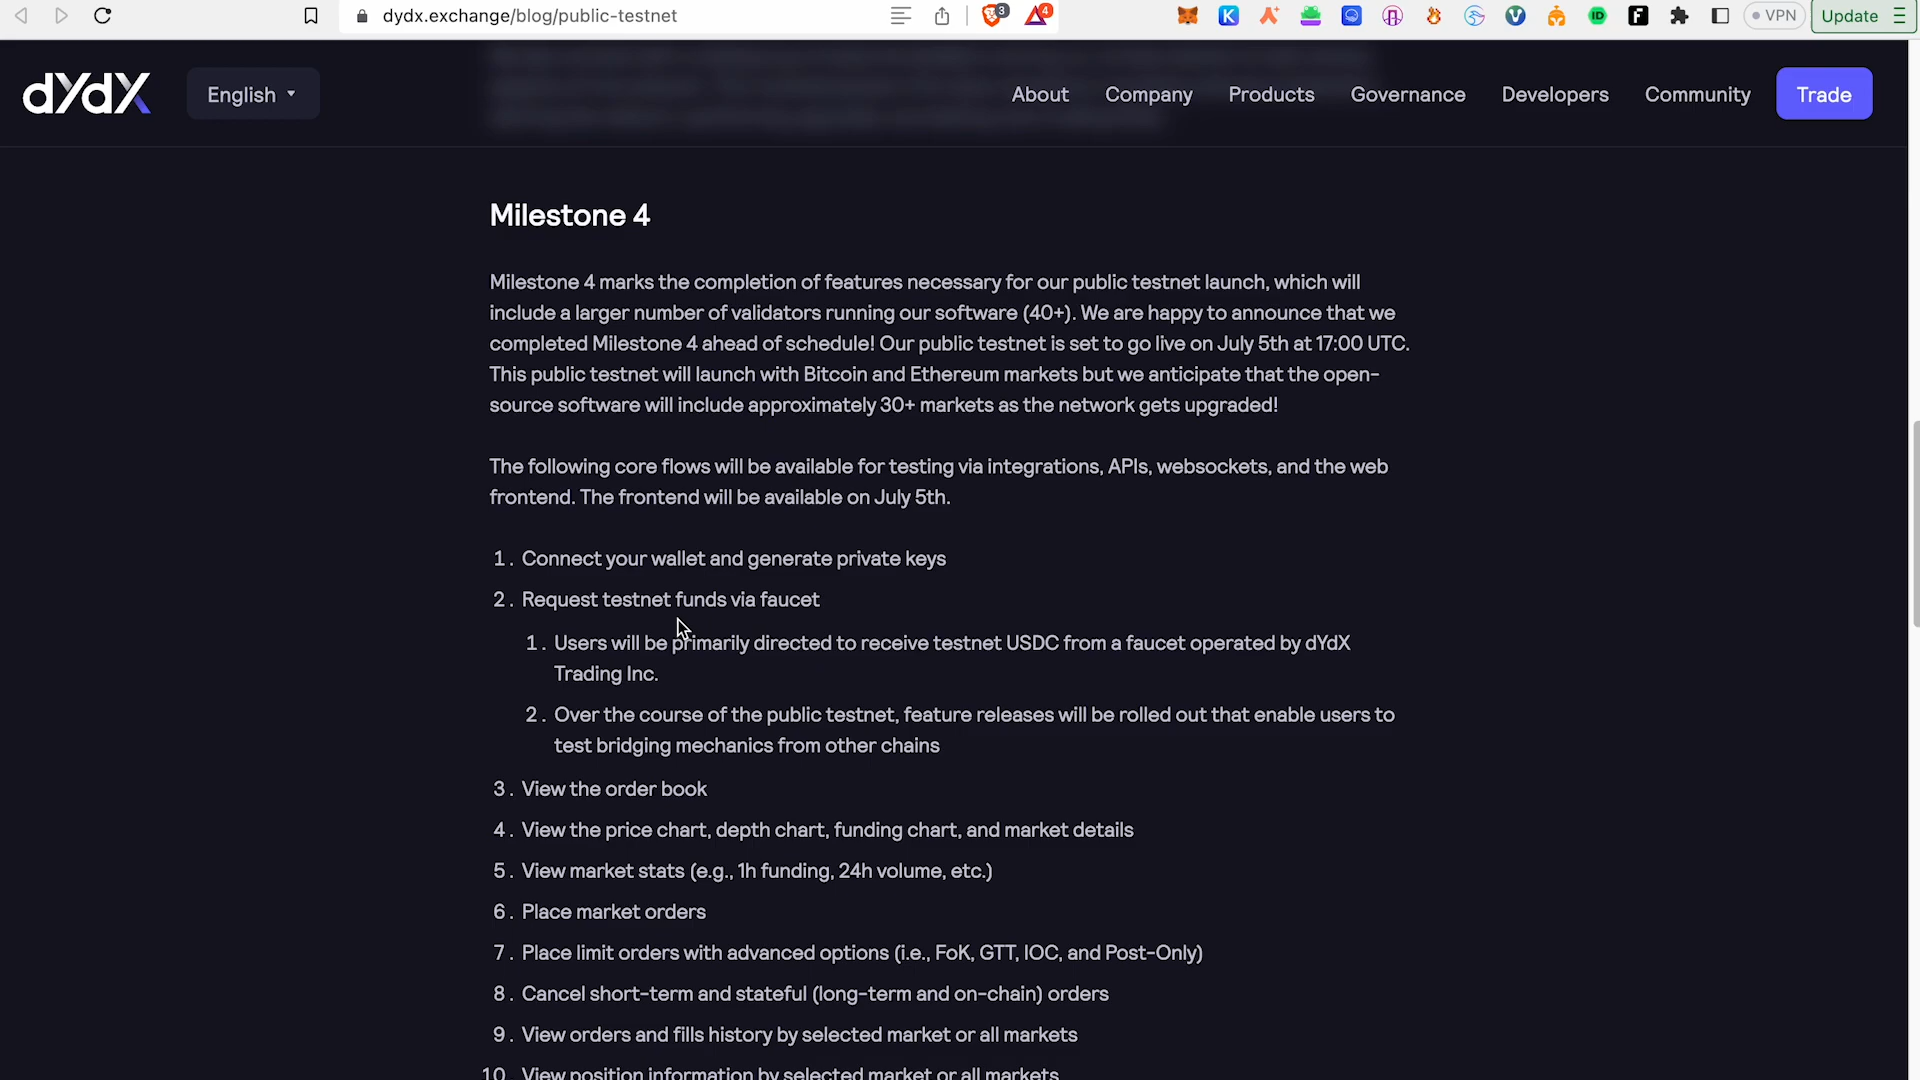 dydx.exchange/blog/public-testnet
3
4
VPN
Update
dYdX
English
About
Company
Products
Governance
Developers
Community
Trade
Milestone 4
Milestone 4 marks the completion of features necessary for our public testnet launch, which will
include a larger number of validators running our software (40+). We are happy to announce that we
completed Milestone 4 ahead of schedule! Our public testnet is set to go live on July 5th at 17:00 UTC.
This public testnet will launch with Bitcoin and Ethereum markets but we anticipate that the open-
source software will include approximately 30+ markets as the network gets upgraded!
The following core flows will be available for testing via integrations, APIs, websockets, and the web
frontend. The frontend will be available on July 5th.
1. Connect your wallet and generate private keys
2. Request testnet funds via faucet
1. Users will be primarily directed to receive testnet USDC from a faucet operated by dYdX
Trading Inc.
2. Over the course of the public testnet, feature releases will be rolled out that enable users to
test bridging mechanics from other chains
3. View the order book
4. View the price chart, depth chart, funding chart, and market details
5. View market stats (e.g., 1h funding, 24h volume, etc.)
6. Place market orders
7. Place limit orders with advanced options (i.e., FoK, GTT, IOC, and Post-Only)
8. Cancel short-term and stateful (long-term and on-chain) orders
9. View orders and fills history by selected market or all markets
10. View position information by selected market or all markets